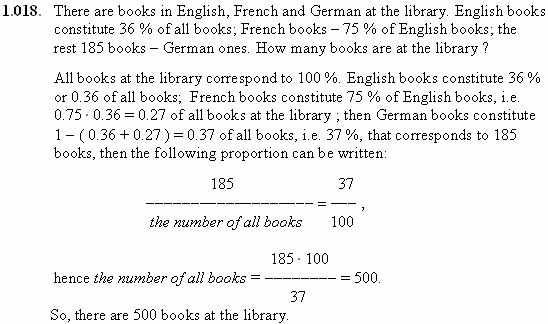 1.018. There are books in English, French and German at the library. English books
constitute 36 % of all books; French books – 75 % of English books; the
rest 185 books – German ones. How many books are at the library ?
All books at the library correspond to 100 %. English books constitute 36 %
or 0.36 of all books; French books constitute 75 % of English books, i.e.
0.75 · 0.36 = 0.27 of all books at the library ; then German books constitute
1 – ( 0.36 + 0.27 ) = 0.37 of all books, i.e. 37 %, that corresponds to 185
books, then the following proportion can be written:
185 37
–––––––––––––––––– = ––– ,
the number of all books 100
185 · 100
hence the number of all books = –––––––– = 500.
37
So, there are 500 books at the library.